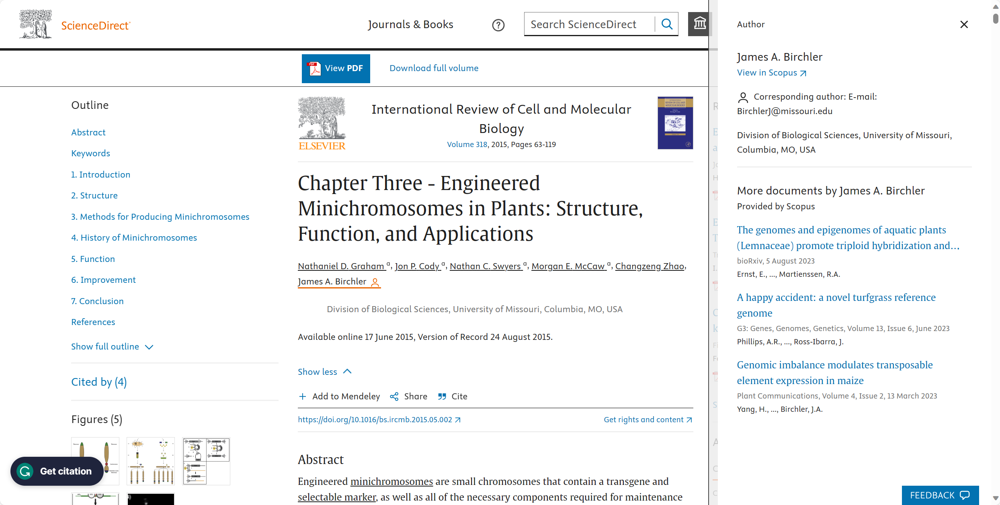 ScienceDirect
Journals & Books
Search ScienceDirect
View PDF
Download full volume
Outline
Abstract
Keywords
1. Introduction
2. Structure
3. Methods for Producing Minichromosomes
4. History of Minichromosomes
5. Function
6. Improvement
7. Conclusion
References
Show full outline
Cited by (4)
Figures (5)
Get citation
ELSEVIER
International Review of Cell and Molecular
Biology
Volume 318, 2015, Pages 63-119
Chapter Three - Engineered
Minichromosomes in Plants: Structure,
Function, and Applications
Nathaniel D. Graham a, Jon P. Cody a, Nathan C. Swyers a, Morgan E. McCaw a, Changzeng Zhao,
James A. Birchler
Division of Biological Sciences, University of Missouri, Columbia, MO, USA
Available online 17 June 2015, Version of Record 24 August 2015.
Show less
Add to Mendeley
Share
Cite
https://doi.org/10.1016/bs.ircmb.2015.05.002
Get rights and content
Abstract
Engineered minichromosomes are small chromosomes that contain a transgene and
selectable marker, as well as all of the necessary components required for maintenance
Author
James A. Birchler
View in Scopus
Corresponding author: E-mail:
BirchlerJ@missouri.edu
Division of Biological Sciences, University of Missouri,
Columbia, MO, USA
More documents by James A. Birchler
Provided by Scopus
The genomes and epigenomes of aquatic plants
(Lemnaceae) promote triploid hybridization and...
bioRxiv, 5 August 2023
Ernst, E., ..., Martienssen, R.A.
A happy accident: a novel turfgrass reference
genome
G3: Genes, Genomes, Genetics, Volume 13, Issue 6, June 2023
Phillips, A.R., ..., Ross-Ibarra, J.
Genomic imbalance modulates transposable
element expression in maize
Plant Communications, Volume 4, Issue 2, 13 March 2023
Yang, H., ..., Birchler, J.A.
FEEDBACK